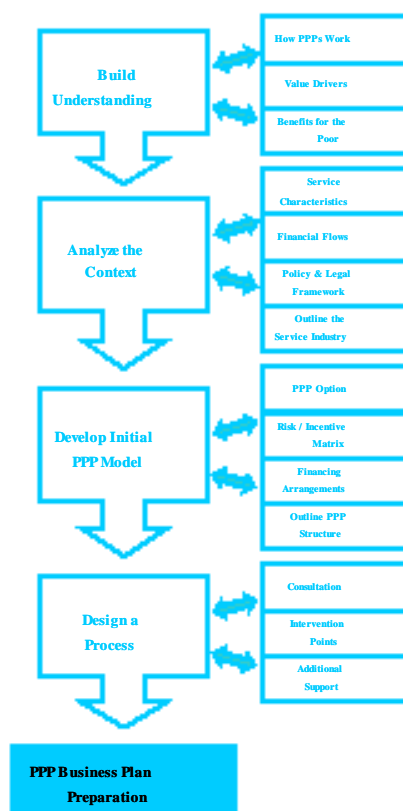 Build
Understanding
How PPPs Work
Value Drivers
Benefits for the
Poor
Analyze the
Context
Service
Characteristics
Financial Flows
Policy & Legal
Framework
Outline the
Service Industry
Develop Initial
PPP Model
PPP Option
Risk / Incentive
Matrix
Financing
Arrangements
Outline PPP
Structure
Design a
Process
Consultation
Intervention
Points
Additional
Support
PPP Business Plan
Preparation